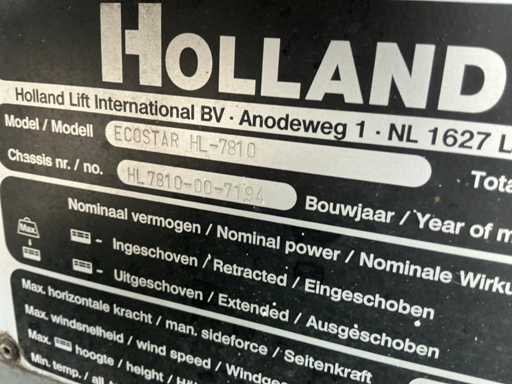 HOLLAND
Holland Lift International BV · Anodeweg 1 · NL 1627 L
Model / Modell ECOSTAR HL-7810
Tota
Chassis nr. / no. HL7810-00-7194
Bouwjaar / Year of m
Nominaal vermogen / Nominal power / Nominale Wirku
Max.
Ingeschoven / Retracted / Eingeschoben
Uitgeschoven / Extended / Ausgeschoben
Max. horizontale kracht / man. sideforce / Seitenkraft
Max. windsnelheid / wind speed / Windge
Max. hoogte / height /
Min. temp. / all.